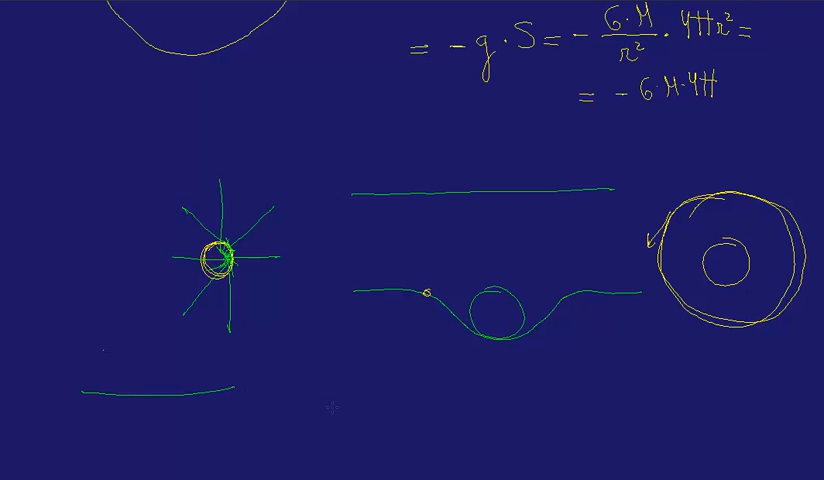 = - g · S = - G·M/r² · 4πr² =
= - G·M·4π